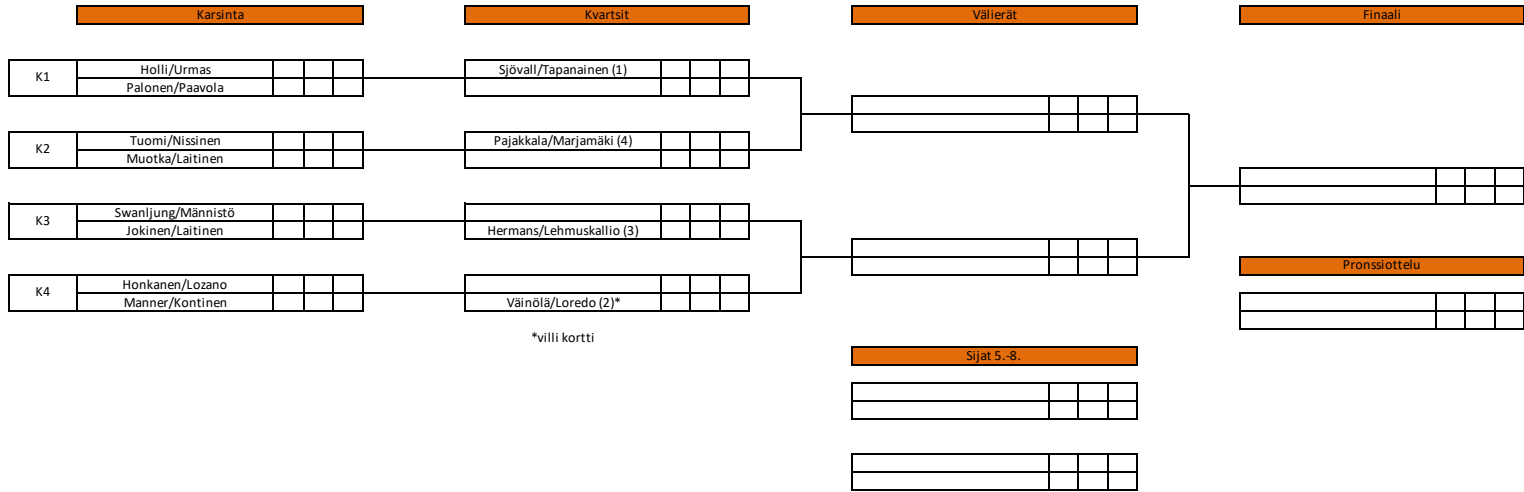 Karsinta
Kvartsit
Välierät
Finaali
K1
Holli/Urmas
Palonen/Paavola
Sjövall/Tapanainen (1)
K2
Tuomi/Nissinen
Muotka/Laitinen
Pajakkala/Marjamäki (4)
K3
Swanljung/Männistö
Jokinen/Laitinen
Hermans/Lehmuskallio (3)
K4
Honkanen/Lozano
Manner/Kontinen
Väinölä/Loredo (2)*
*villi kortti
Pronssiottelu
Sijat 5.-8.